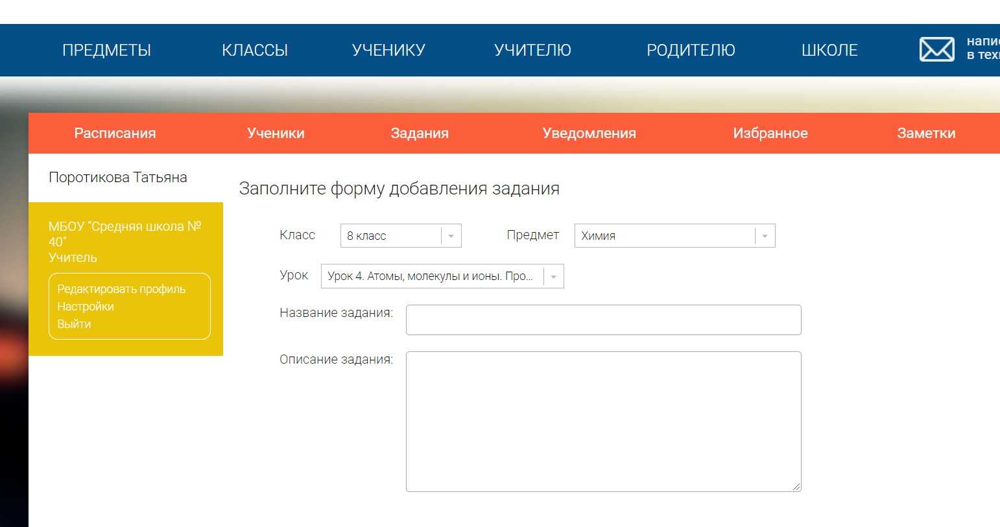 ПРЕДМЕТЫ КЛАССЫ УЧЕНИКУ УЧИТЕЛЮ РОДИТЕЛЮ ШКОЛЕ
в
Расписания Ученики Задания Уведомления Избранное Заметки
Поротикова Татьяна
МБОУ "Средняя школа №
40"
Учитель
Редактировать профиль
Настройки
Выйти
Заполните форму добавления задания
Класс 8 класс Предмет Химия
Урок Урок 4. Атомы, молекулы и ионы. Про...
Название задания:
Описание задания: